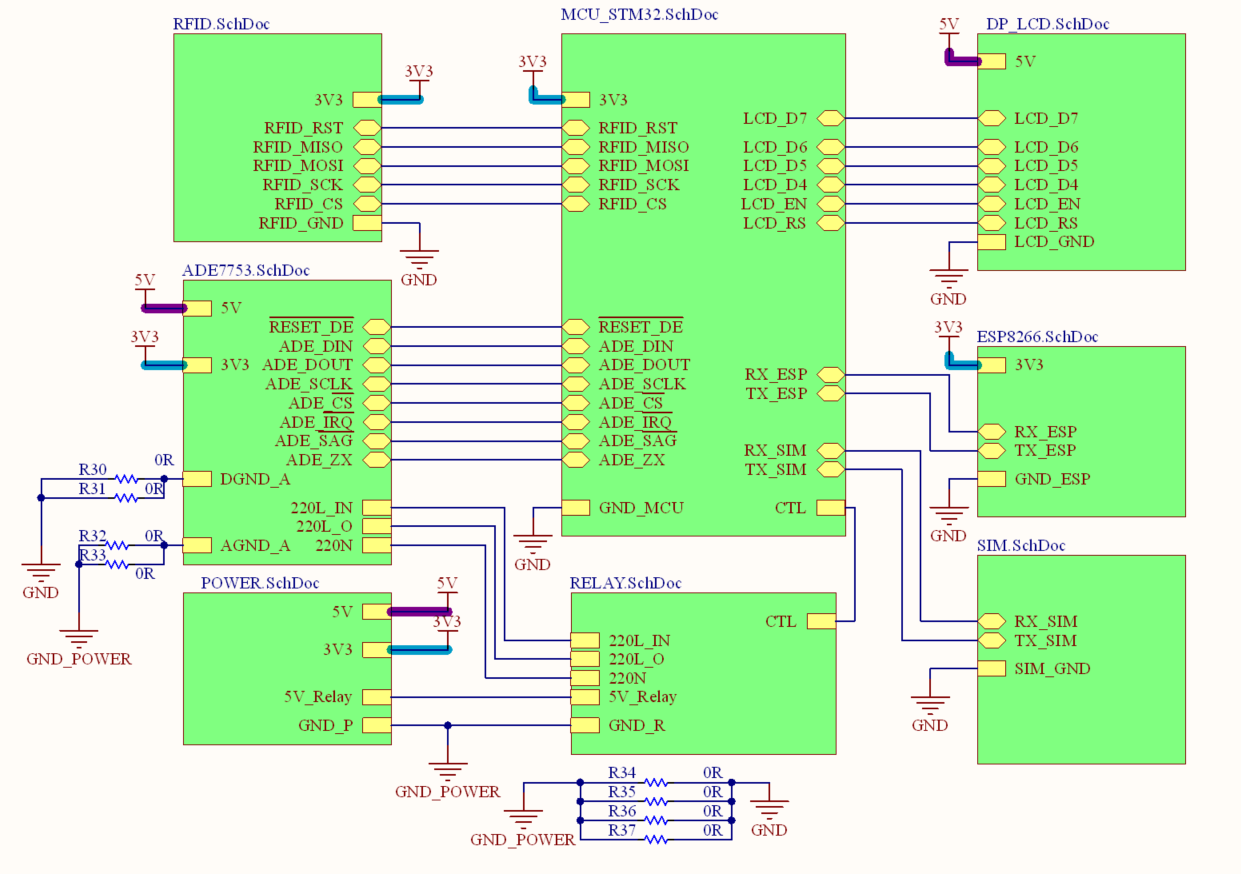 RFID.SchDoc
3V3
3V3
RFID_RST
RFID_MISO
RFID_MOSI
RFID_SCK
RFID_CS
RFID_GND
GND
MCU_STM32.SchDoc
3V3
3V3
RFID_RST
RFID_MISO
RFID_MOSI
RFID_SCK
RFID_CS
LCD_D7
LCD_D6
LCD_D5
LCD_D4
LCD_EN
LCD_RS
RESET_DE
ADE_DIN
ADE_DOUT
ADE_SCLK
ADE_CS
ADE_IRQ
ADE_SAG
ADE_ZX
RX_ESP
TX_ESP
RX_SIM
TX_SIM
GND_MCU
CTL
GND
DP_LCD.SchDoc
5V
5V
LCD_D7
LCD_D6
LCD_D5
LCD_D4
LCD_EN
LCD_RS
LCD_GND
GND
ADE7753.SchDoc
5V
5V
3V3
3V3
RESET_DE
ADE_DIN
ADE_DOUT
ADE_SCLK
ADE_CS
ADE_IRQ
ADE_SAG
ADE_ZX
DGND_A
220L_IN
220L_O
220N
AGND_A
R30 0R
R31 0R
R32 0R
R33 0R
GND
GND_POWER
ESP8266.SchDoc
3V3
3V3
RX_ESP
TX_ESP
GND_ESP
GND
SIM.SchDoc
RX_SIM
TX_SIM
SIM_GND
GND
POWER.SchDoc
5V
5V
3V3
3V3
5V_Relay
GND_P
GND_POWER
RELAY.SchDoc
CTL
220L_IN
220L_O
220N
5V_Relay
GND_R
R34 0R
R35 0R
R36 0R
R37 0R
GND_POWER
GND